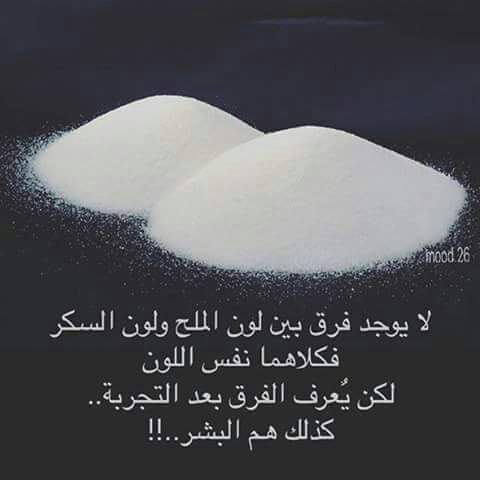 mood.26
لا يوجد فرق بين لون الملح ولون السكر
فكلاهما نفس اللون
لكن يُعرف الفرق بعد التجربة..
كذلك هم البشر..!!